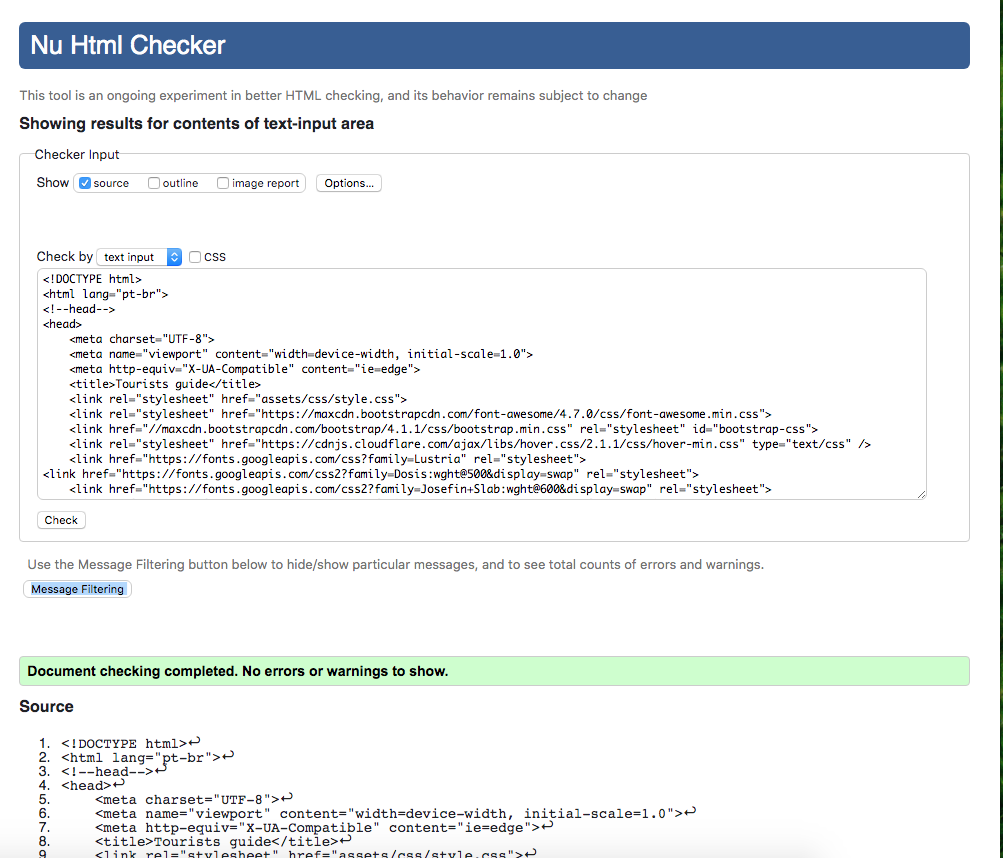 Nu Html Checker
This tool is an ongoing experiment in better HTML checking, and its behavior remains subject to change
Showing results for contents of text-input area
Checker Input
Show source outline image report Options...
Check by text input CSS
<!DOCTYPE html>
<html lang="pt-br">
<!--head-->
<head>
    <meta charset="UTF-8">
    <meta name="viewport" content="width=device-width, initial-scale=1.0">
    <meta http-equiv="X-UA-Compatible" content="ie=edge">
    <title>Tourists guide</title>
    <link rel="stylesheet" href="assets/css/style.css">
    <link rel="stylesheet" href="https://maxcdn.bootstrapcdn.com/font-awesome/4.7.0/css/font-awesome.min.css">
    <link href="//maxcdn.bootstrapcdn.com/bootstrap/4.1.1/css/bootstrap.min.css" rel="stylesheet" id="bootstrap-css">
    <link rel="stylesheet" href="https://cdnjs.cloudflare.com/ajax/libs/hover.css/2.1.1/css/hover-min.css" type="text/css" />
    <link href="https://fonts.googleapis.com/css?family=Lustria" rel="stylesheet">
<link href="https://fonts.googleapis.com/css2?family=Dosis:wght@500&display=swap" rel="stylesheet">
    <link href="https://fonts.googleapis.com/css2?family=Josefin+Slab:wght@600&display=swap" rel="stylesheet">
Check
Use the Message Filtering button below to hide/show particular messages, and to see total counts of errors and warnings.
Message Filtering
Document checking completed. No errors or warnings to show.
Source
1. <!DOCTYPE html>↩
2. <html lang="pt-br">↩
3. <!--head-->↩
4. <head>↩
5.     <meta charset="UTF-8">↩
6.     <meta name="viewport" content="width=device-width, initial-scale=1.0">↩
7.     <meta http-equiv="X-UA-Compatible" content="ie=edge">↩
8.     <title>Tourists guide</title>↩
9.     <link rel="stylesheet" href="assets/css/style.css">↩